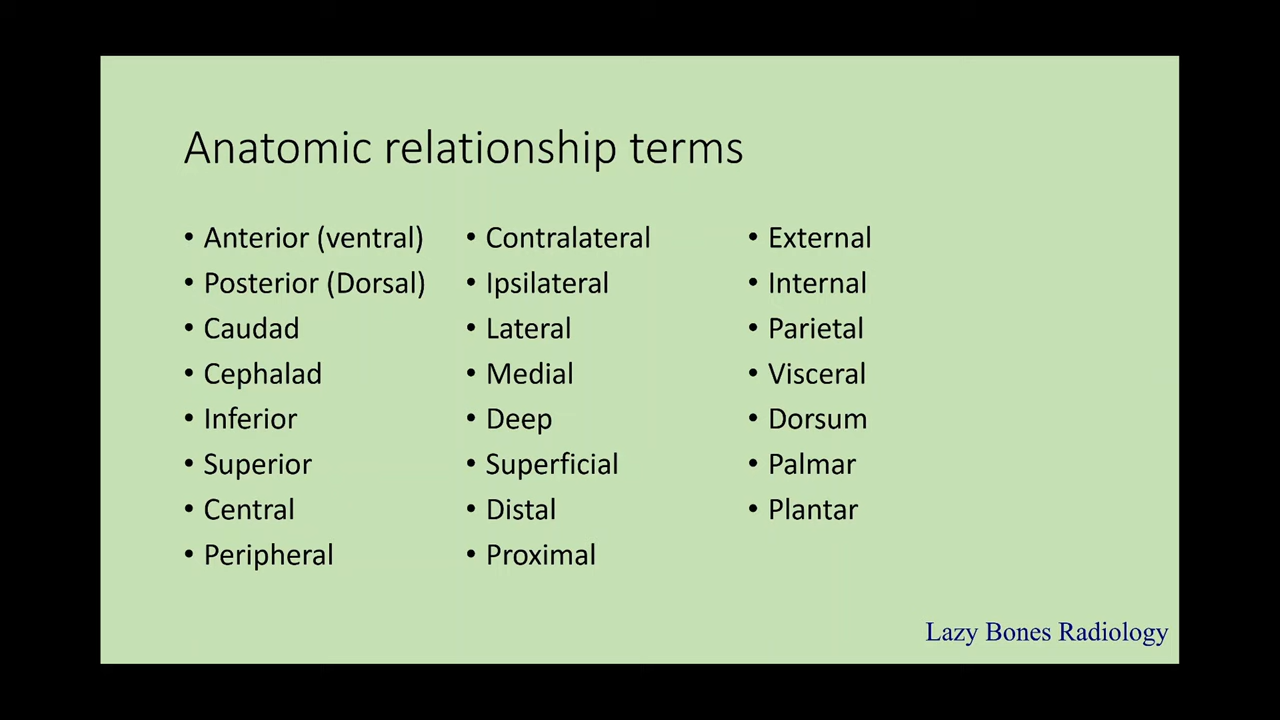 Anatomic relationship terms
• Anterior (ventral)
• Posterior (Dorsal)
• Caudad
• Cephalad
• Inferior
• Superior
• Central
• Peripheral
• Contralateral
• Ipsilateral
• Lateral
• Medial
• Deep
• Superficial
• Distal
• Proximal
• External
• Internal
• Parietal
• Visceral
• Dorsum
• Palmar
• Plantar
Lazy Bones Radiology